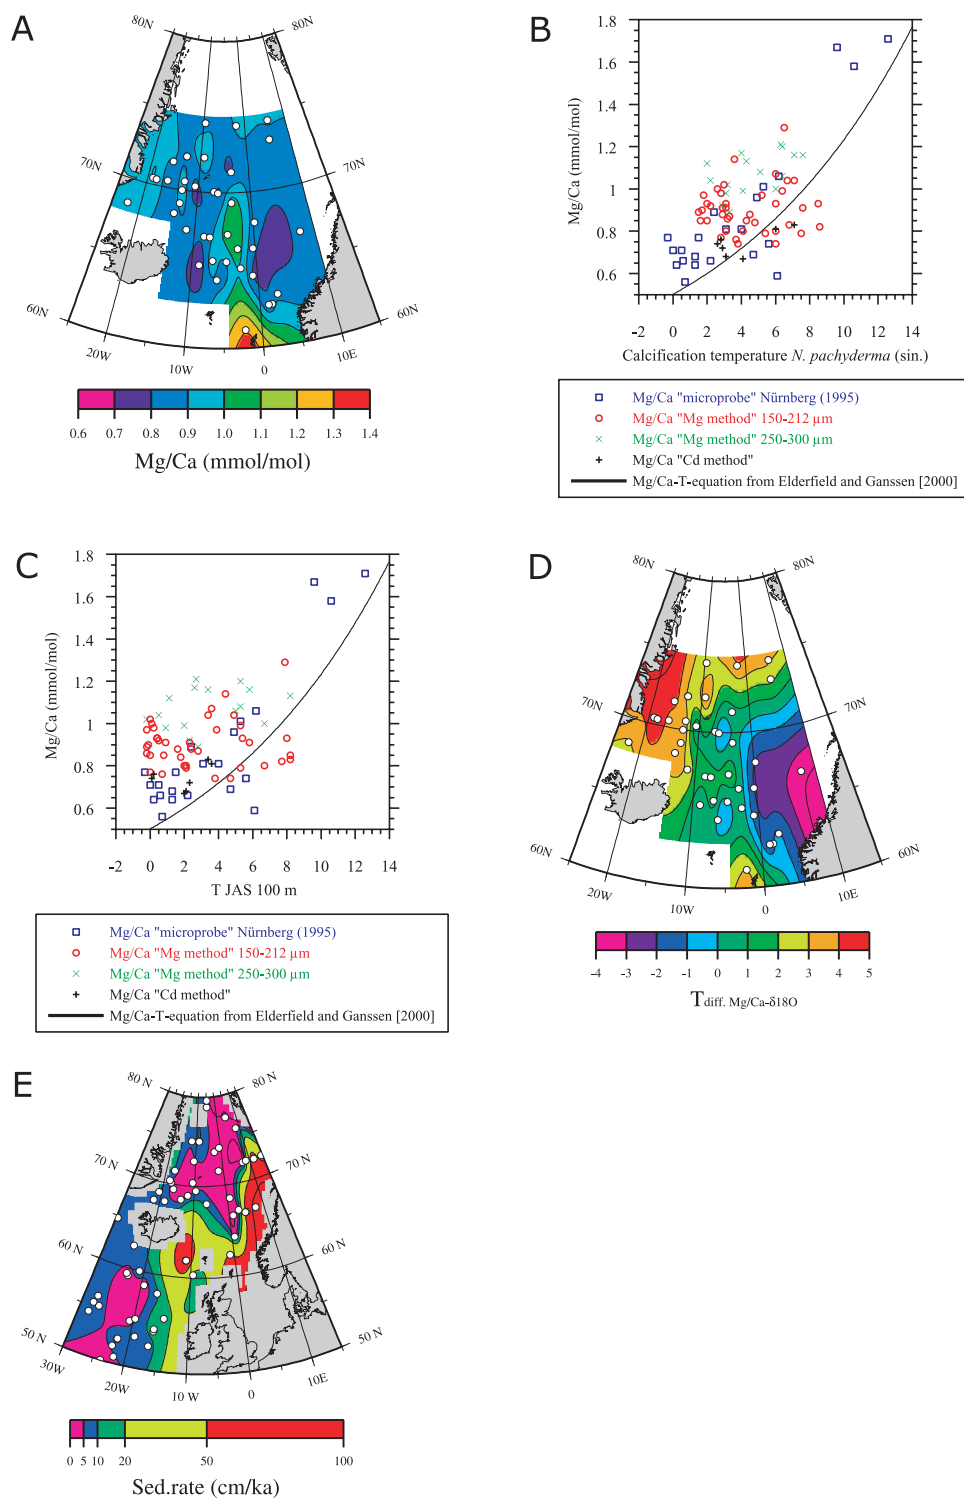 A
80N
80N
70N
70N
60N
60N
20W
10W
0
10E
0.6 0.7 0.8 0.9 1.0 1.1 1.2 1.3 1.4
Mg/Ca (mmol/mol)
B
1.8
1.6
1.4
1.2
1
0.8
0.6
Mg/Ca (mmol/mol)
-2 0 2 4 6 8 10 12 14
Calcification temperature N. pachyderma (sin.)
Mg/Ca "microprobe" Nürnberg (1995)
Mg/Ca "Mg method" 150-212 µm
Mg/Ca "Mg method" 250-300 µm
Mg/Ca "Cd method"
Mg/Ca-T-equation from Elderfield and Ganssen [2000]
C
1.8
1.6
1.4
1.2
1
0.8
0.6
Mg/Ca (mmol/mol)
-2 0 2 4 6 8 10 12 14
T JAS 100 m
Mg/Ca "microprobe" Nürnberg (1995)
Mg/Ca "Mg method" 150-212 µm
Mg/Ca "Mg method" 250-300 µm
Mg/Ca "Cd method"
Mg/Ca-T-equation from Elderfield and Ganssen [2000]
D
80N
80N
70N
70N
60N
60N
20W
10W
0
10E
-4 -3 -2 -1 0 1 2 3 4 5
Tdiff. Mg/Ca-δ18O
E
80 N
80 N
70 N
70 N
60 N
60 N
50 N
50 N
30W
20W
10 W
0
10E
0 5 10 20 50 100
Sed.rate (cm/ka)